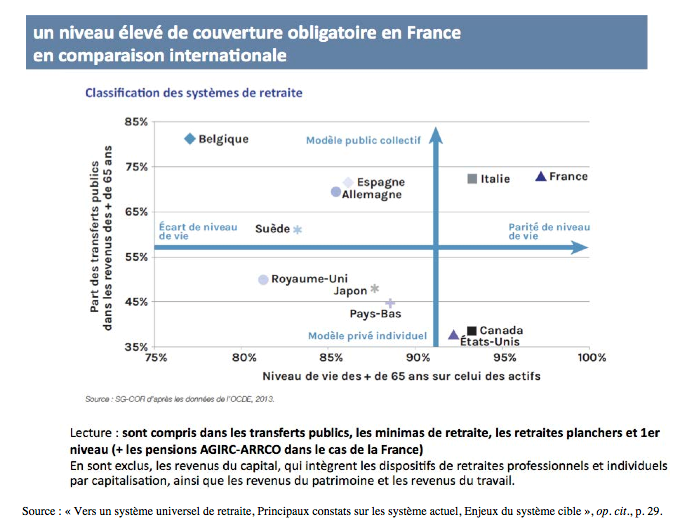 un niveau élevé de couverture obligatoire en France
en comparaison internationale
Classification des systèmes de retraite
Part des transferts publics
dans les revenus des + de 65 ans
85%
75%
65%
55%
45%
35%
Belgique
Modèle public collectif
Espagne
Allemagne
Italie
France
Écart de niveau
de vie
Suède
Parité de niveau
de vie
Royaume-Uni
Japon
Pays-Bas
Modèle privé individuel
Canada
États-Unis
75%
80%
85%
90%
95%
100%
Niveau de vie des + de 65 ans sur celui des actifs
Source : SG-COR d'après les données de l'OCDE, 2013.
Lecture : sont compris dans les transferts publics, les minimas de retraite, les retraites planchers et 1er
niveau (+ les pensions AGIRC-ARRCO dans le cas de la France)
En sont exclus, les revenus du capital, qui intègrent les dispositifs de retraites professionnels et individuels
par capitalisation, ainsi que les revenus du patrimoine et les revenus du travail.
Source : « Vers un système universel de retraite, Principaux constats sur les système actuel, Enjeux du système cible », op. cit., p. 29.